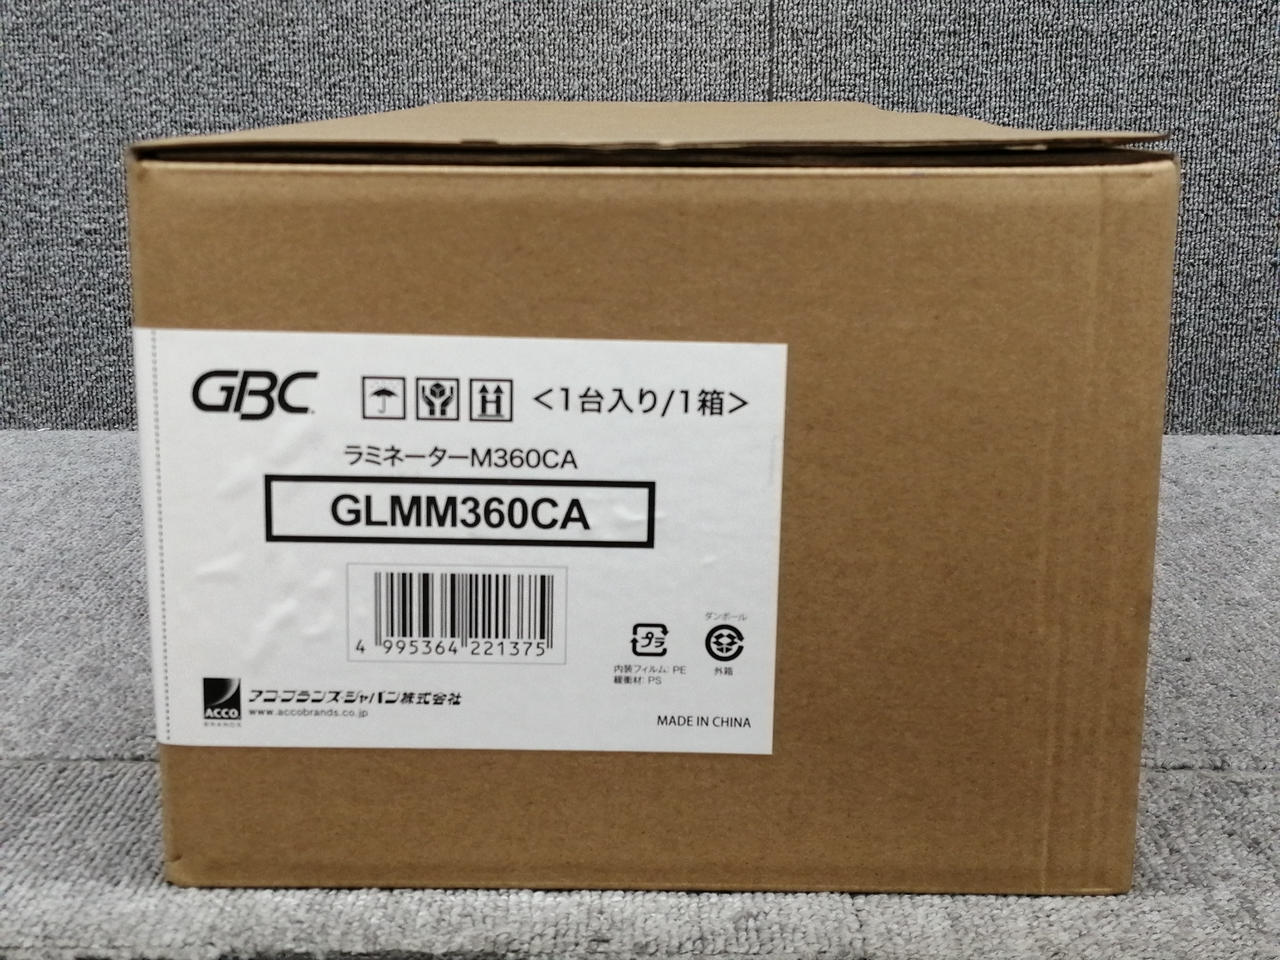 GBC
<1台入り/1箱>
ラミネーターM360CA
GLMM360CA
4 995364 221375
ダンボール
プラ
内装フィルム: PE
緩衝材: PS
外箱
アコ・ブランズ・ジャパン株式会社
ACCO
BRANDS
www.accobrands.co.jp
MADE IN CHINA